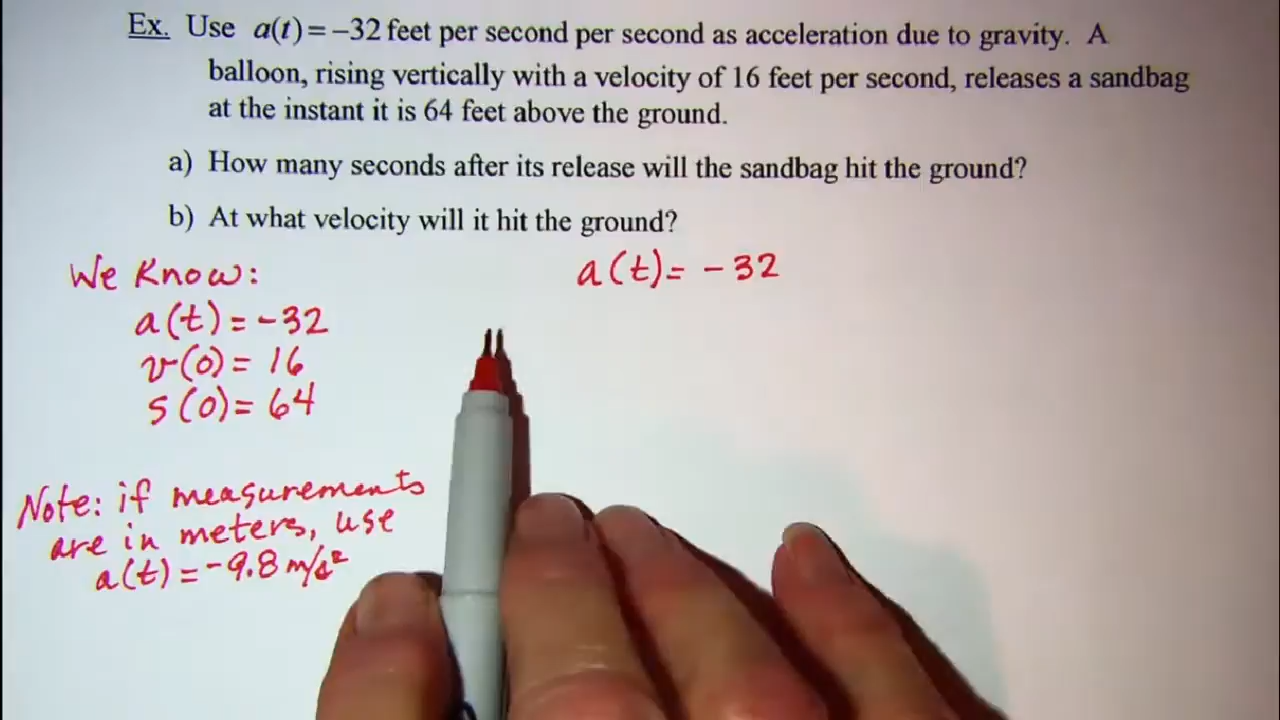 Ex. Use a(t) = −32 feet per second per second as acceleration due to gravity. A
balloon, rising vertically with a velocity of 16 feet per second, releases a sandbag
at the instant it is 64 feet above the ground.
a) How many seconds after its release will the sandbag hit the ground?
b) At what velocity will it hit the ground?
We Know:
a(t) = -32
v(0) = 16
s(0) = 64
Note: if measurements
are in meters, use
a(t) = -9.8 m/s²
a(t) = -32